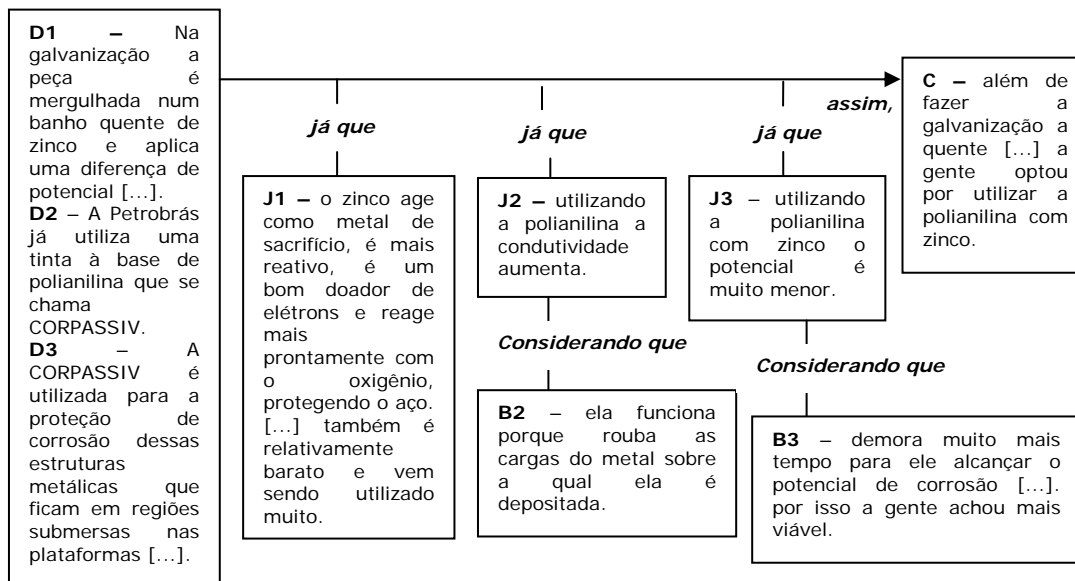 D1 – Na
galvanização a
peça é
mergulhada num
banho quente de
zinco e aplica
uma diferença de
potencial [...].
D2 – A Petrobrás
já utiliza uma
tinta à base de
polianilina que se
chama
CORPASSIV.
D3 – A
CORPASSIV é
utilizada para a
proteção de
corrosão dessas
estruturas
metálicas que
ficam em regiões
submersas nas
plataformas [...].
já que
J1 – o zinco age
como metal de
sacrifício, é mais
reativo, é um
bom doador de
elétrons e reage
mais
prontamente com
o oxigênio,
protegendo o aço.
[...] também é
relativamente
barato e vem
sendo utilizado
muito.
já que
J2 – utilizando
a polianilina a
condutividade
aumenta.
Considerando que
B2 – ela funciona
porque rouba as
cargas do metal sobre
a qual ela é
depositada.
já que
J3 – utilizando
a polianilina
com zinco o
potencial é
muito menor.
Considerando que
B3 – demora muito mais
tempo para ele alcançar o
potencial de corrosão [...].
por isso a gente achou mais
viável.
assim,
C – além de
fazer a
galvanização a
quente [...] a
gente optou
por utilizar a
polianilina com
zinco.